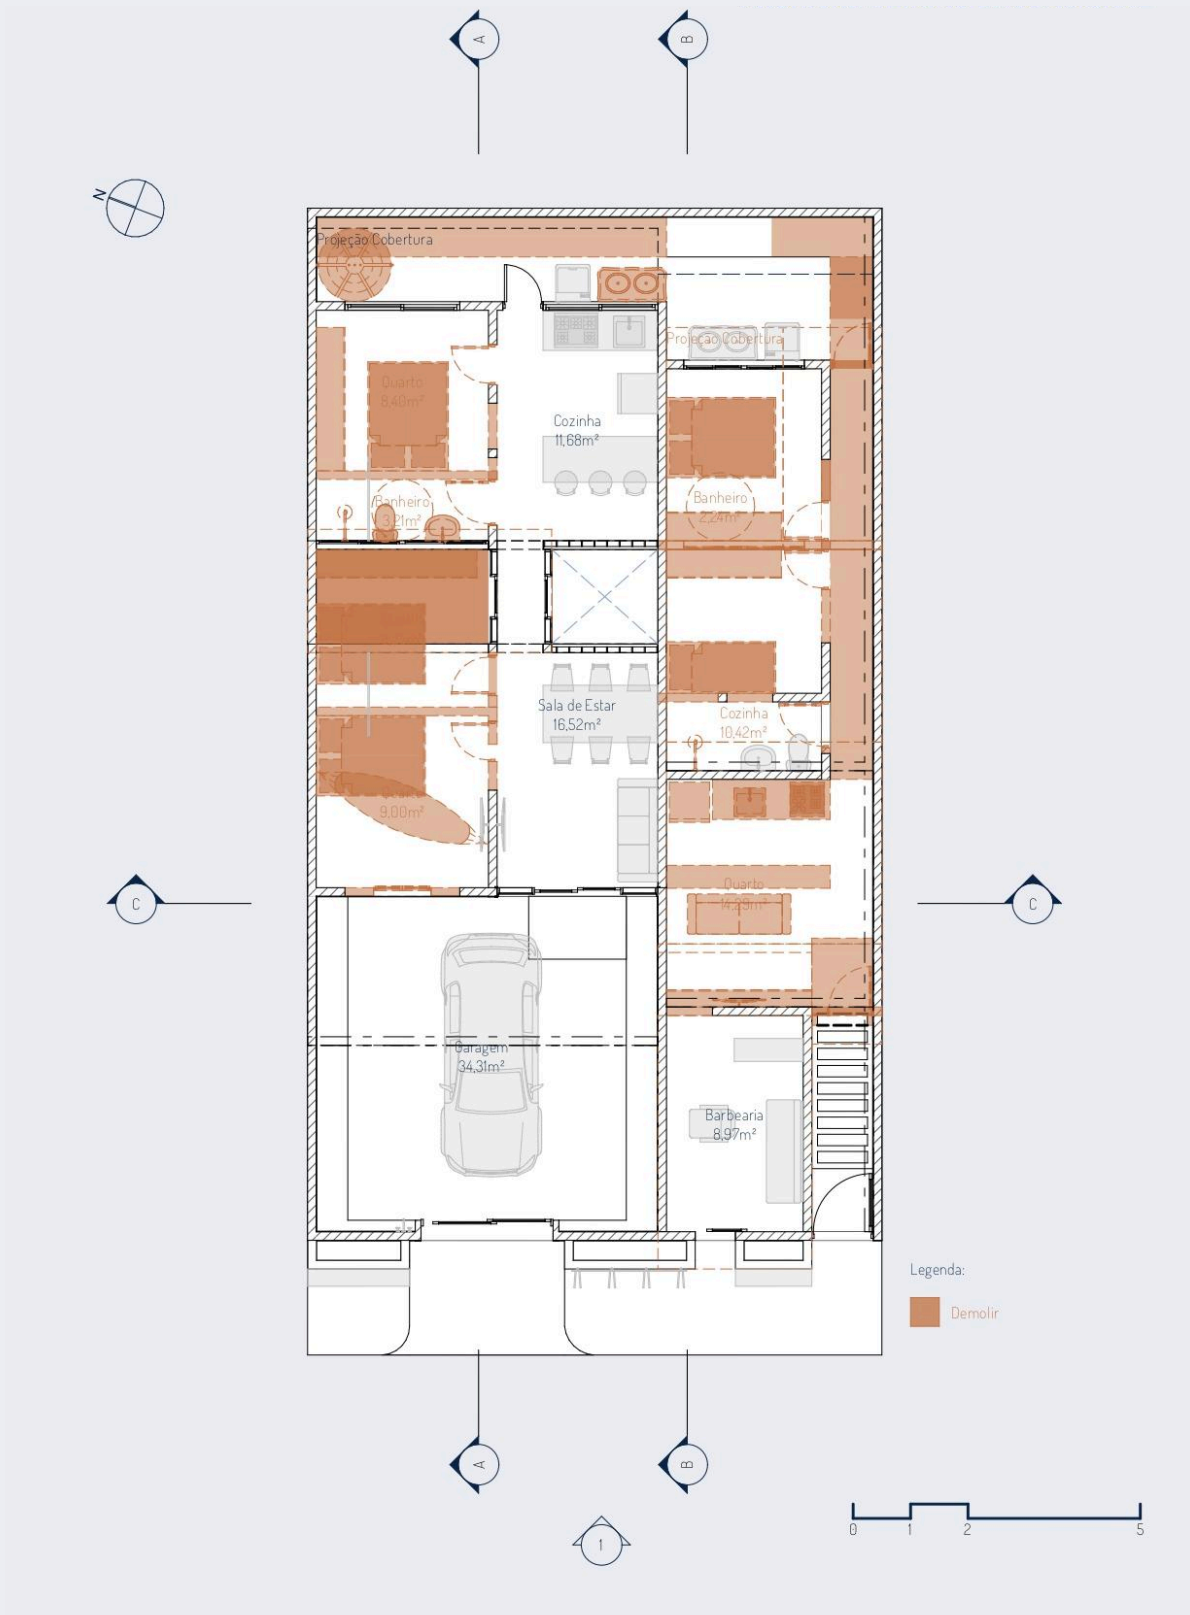 A
B
N
Projeção Cobertura
Projeção Cobertura
Quarto
8,40m²
Cozinha
11,68m²
Banheiro
3,21m²
Banheiro
2,24m²
Sala de Estar
16,52m²
Cozinha
10,42m²
9,00m²
Quarto
14,29m²
C
C
Garagem
34,31m²
Barbearia
8,97m²
Legenda:
Demolir
A
B
1
0 1 2 5